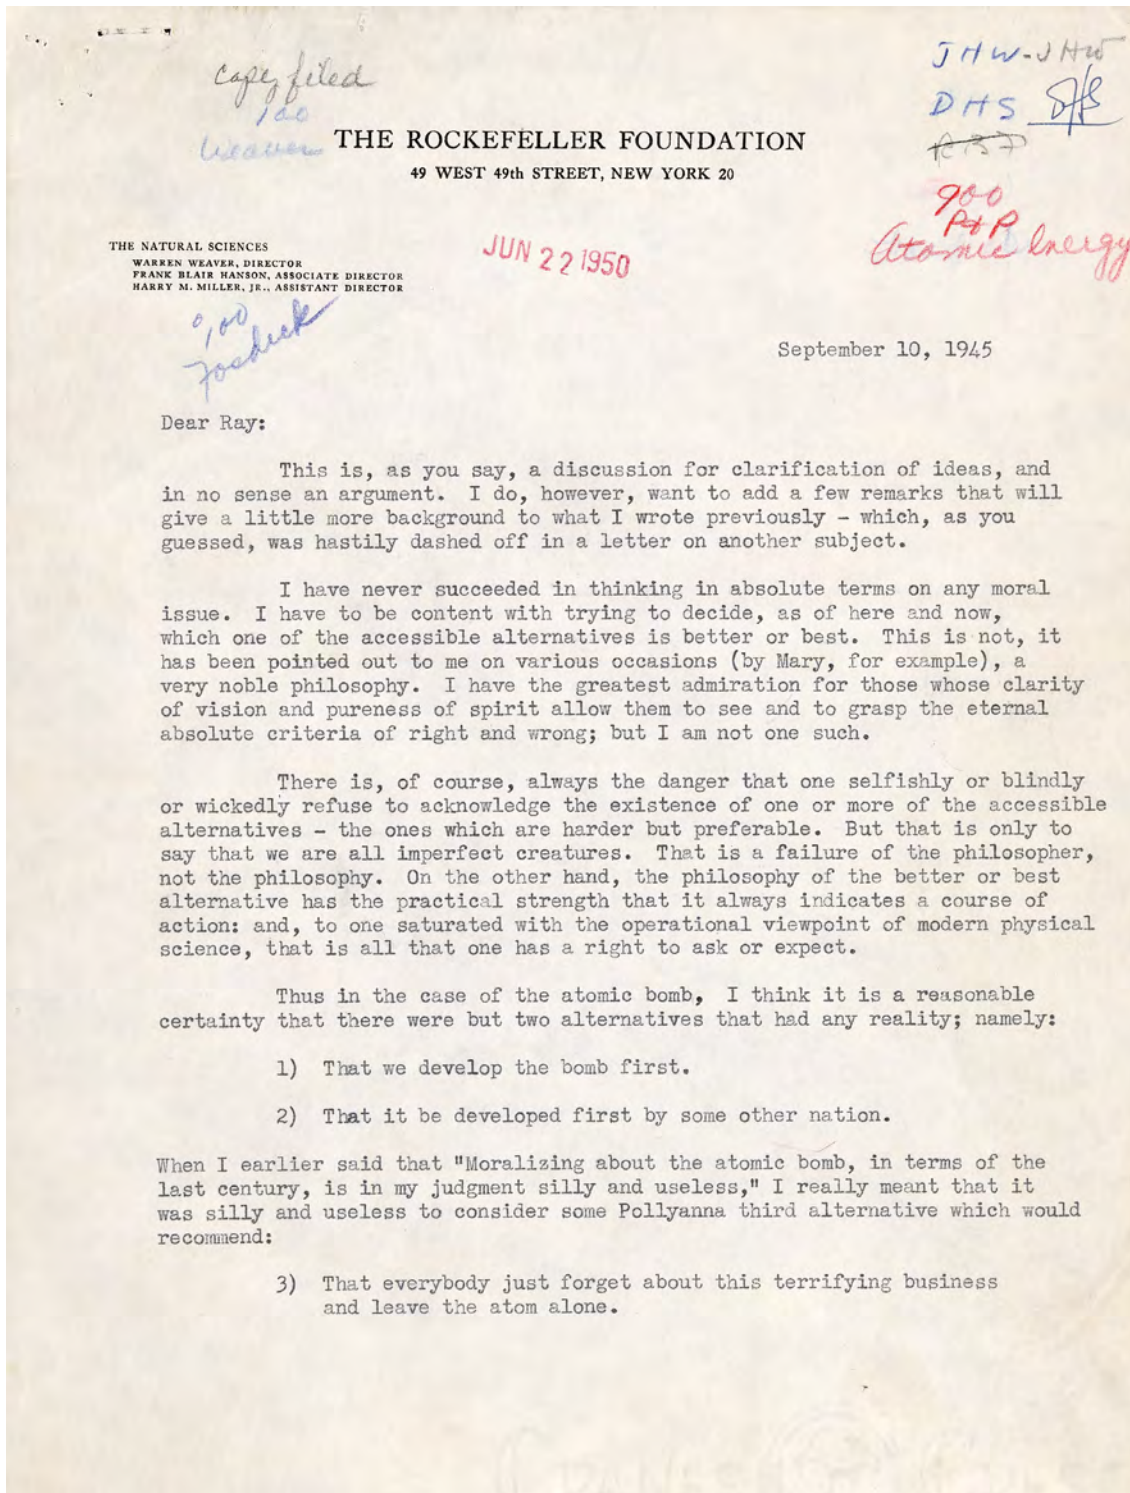 copy filed
100
Weaver
JHW-JHW
DHS
THE ROCKEFELLER FOUNDATION
49 WEST 49th STREET, NEW YORK 20
900
P+P
Atomic Energy
THE NATURAL SCIENCES
WARREN WEAVER, DIRECTOR
FRANK BLAIR HANSON, ASSOCIATE DIRECTOR
HARRY M. MILLER, JR., ASSISTANT DIRECTOR
JUN 22 1950
Fosdick
September 10, 1945
Dear Ray:
This is, as you say, a discussion for clarification of ideas, and
in no sense an argument. I do, however, want to add a few remarks that will
give a little more background to what I wrote previously - which, as you
guessed, was hastily dashed off in a letter on another subject.
I have never succeeded in thinking in absolute terms on any moral
issue. I have to be content with trying to decide, as of here and now,
which one of the accessible alternatives is better or best. This is not, it
has been pointed out to me on various occasions (by Mary, for example), a
very noble philosophy. I have the greatest admiration for those whose clarity
of vision and pureness of spirit allow them to see and to grasp the eternal
absolute criteria of right and wrong; but I am not one such.
There is, of course, always the danger that one selfishly or blindly
or wickedly refuse to acknowledge the existence of one or more of the accessible
alternatives - the ones which are harder but preferable. But that is only to
say that we are all imperfect creatures. That is a failure of the philosopher,
not the philosophy. On the other hand, the philosophy of the better or best
alternative has the practical strength that it always indicates a course of
action: and, to one saturated with the operational viewpoint of modern physical
science, that is all that one has a right to ask or expect.
Thus in the case of the atomic bomb, I think it is a reasonable
certainty that there were but two alternatives that had any reality; namely:
1) That we develop the bomb first.
2) That it be developed first by some other nation.
When I earlier said that "Moralizing about the atomic bomb, in terms of the
last century, is in my judgment silly and useless," I really meant that it
was silly and useless to consider some Pollyanna third alternative which would
recommend:
3) That everybody just forget about this terrifying business
and leave the atom alone.